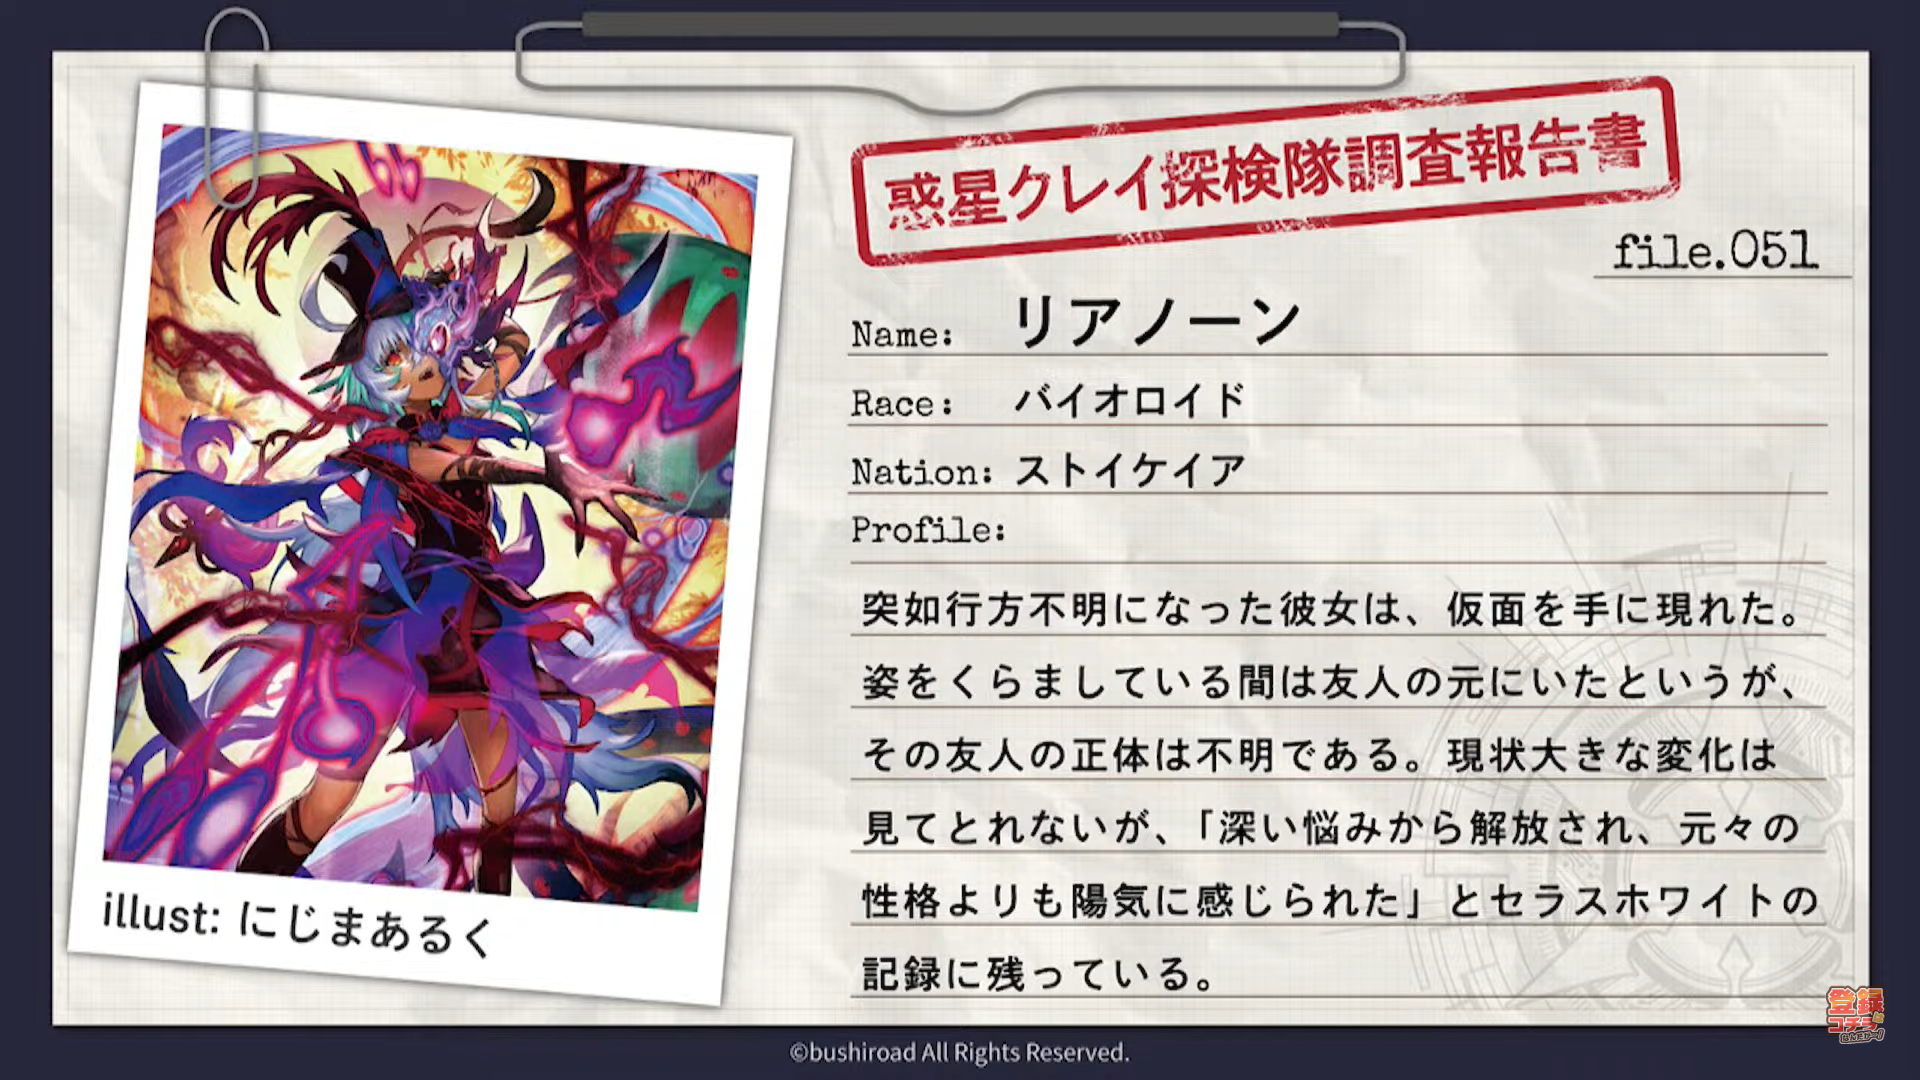 惑星クレイ探検隊調査報告書
file.051
Name: リアノーン
Race: バイオロイド
Nation: ストイケイア
Profile:
突如行方不明になった彼女は、仮面を手に現れた。
姿をくらましている間は友人の元にいたというが、
その友人の正体は不明である。現状大きな変化は
見てとれないが、「深い悩みから解放され、元々の
性格よりも陽気に感じられた」とセラスホワイトの
記録に残っている。
illust: にじまあるく
登録
コチラ
©bushiroad All Rights Reserved.